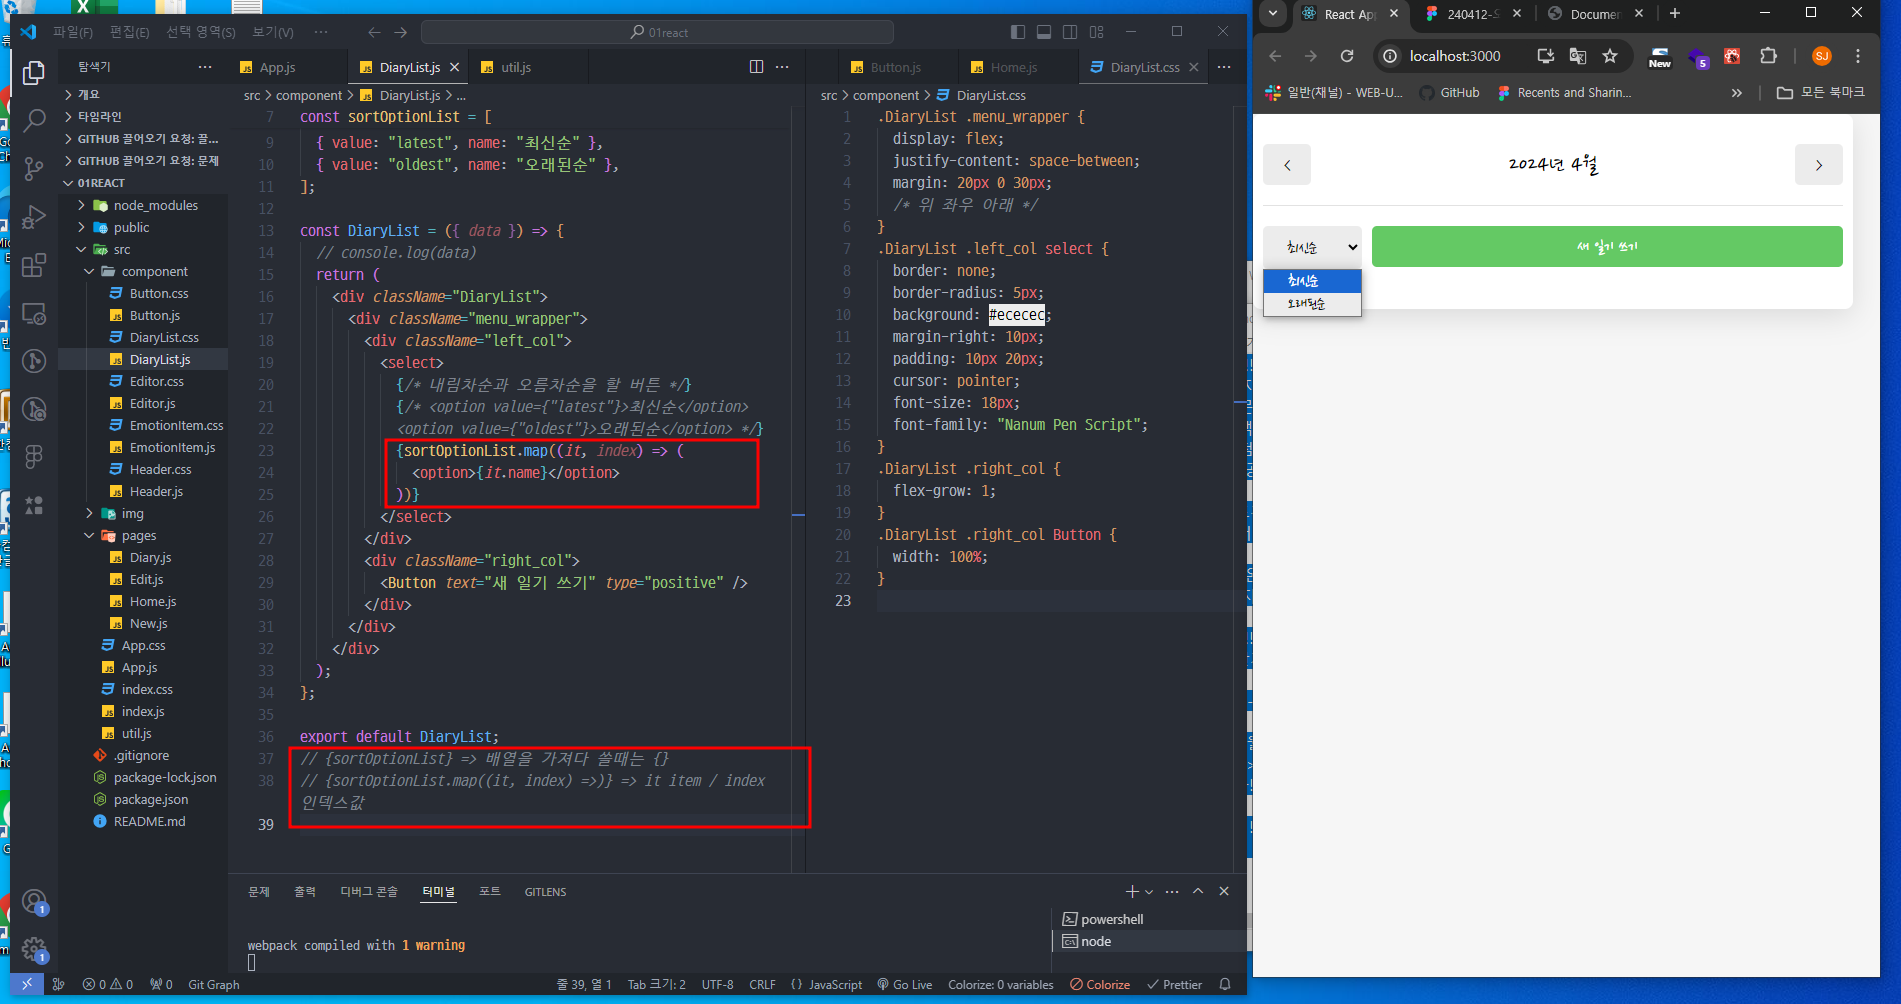 파일(F) 편집(E) 선택 영역(S) 보기(V) ··· 01react
탐색기
개요
타임라인
GITHUB 끌어오기 요청: 끌...
GITHUB 끌어오기 요청: 문제
01REACT
node_modules
public
src
component
Button.css
Button.js
DiaryList.css
DiaryList.js
Editor.css
Editor.js
EmotionItem.css
EmotionItem.js
Header.css
Header.js
img
pages
Diary.js
Edit.js
Home.js
New.js
App.css
App.js
index.css
index.js
util.js
.gitignore
package-lock.json
package.json
README.md
App.js DiaryList.js util.js
src > component > DiaryList.js > ...
7 const sortOptionList = [
9 { value: "latest", name: "최신순" },
10 { value: "oldest", name: "오래된순" },
11 ];
12
13 const DiaryList = ({ data }) => {
14 // console.log(data)
15 return (
16 <div className="DiaryList">
17 <div className="menu_wrapper">
18 <div className="left_col">
19 <select>
20 {/* 내림차순과 오름차순을 할 버튼 */}
21 {/* <option value={"latest"}>최신순</option>
22 <option value={"oldest"}>오래된순</option> */}
23 {sortOptionList.map((it, index) => (
24 <option>{it.name}</option>
25 ))}
26 </select>
27 </div>
28 <div className="right_col">
29 <Button text="새 일기 쓰기" type="positive" />
30 </div>
31 </div>
32 </div>
33 );
34 };
35
36 export default DiaryList;
37 // {sortOptionList} => 배열을 가져다 쓸때는 {}
38 // {sortOptionList.map((it, index) =>)} => it item / index
인덱스값
39
Button.js Home.js DiaryList.css
src > component > DiaryList.css
1 .DiaryList .menu_wrapper {
2 display: flex;
3 justify-content: space-between;
4 margin: 20px 0 30px;
5 /* 위 좌우 아래 */
6 }
7 .DiaryList .left_col select {
8 border: none;
9 border-radius: 5px;
10 background: #ececec;
11 margin-right: 10px;
12 padding: 10px 20px;
13 cursor: pointer;
14 font-size: 18px;
15 font-family: "Nanum Pen Script";
16 }
17 .DiaryList .right_col {
18 flex-grow: 1;
19 }
20 .DiaryList .right_col Button {
21 width: 100%;
22 }
23
문제 출력 디버그 콘솔 터미널 포트 GITLENS
webpack compiled with 1 warning
powershell
node
1
1
0 0 0 Git Graph 줄 39, 열 1 Tab 크기: 2 UTF-8 CRLF {} JavaScript Go Live Colorize: 0 variables Colorize Prettier
React App 240412- Documen
localhost:3000 New 5 SJ
일반(채널) - WEB-U... GitHub Recents and Sharin... » 모든 북마크
< 2024년 4월 >
최신순 새 일기 쓰기
최신순
오래된순